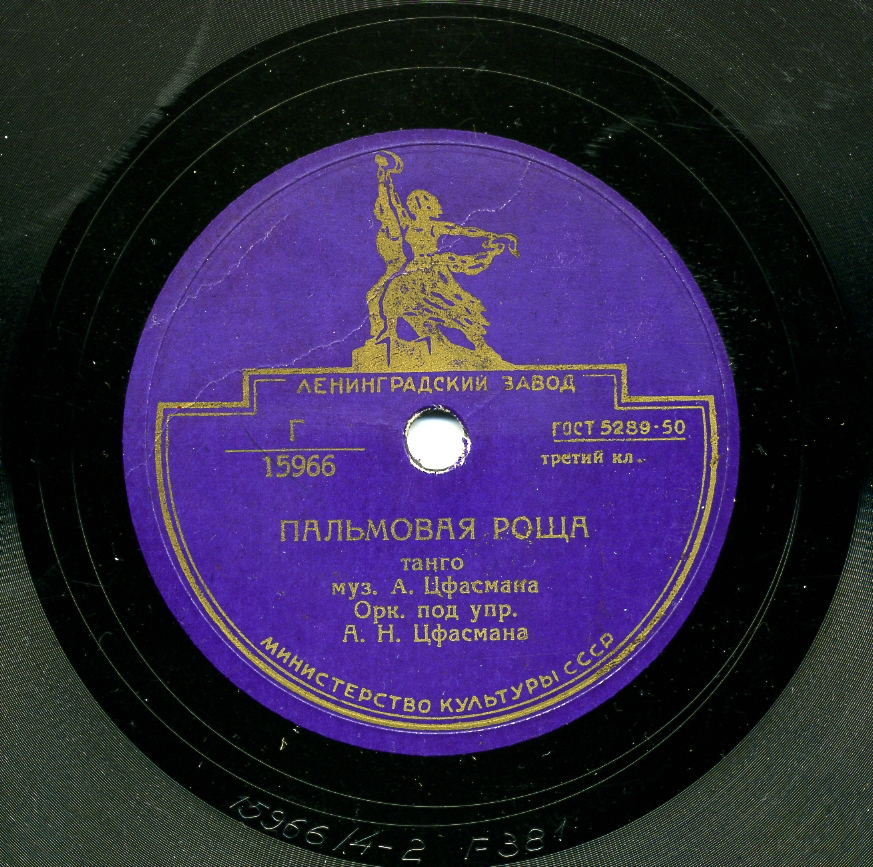 ЛЕНИНГРАДСКИЙ ЗАВОД
Г
15966
ГОСТ 5289-50
третий кл.
ПАЛЬМОВАЯ РОЩА
танго
муз. А. Цфасмана
Орк. под упр.
А. Н. Цфасмана
МИНИСТЕРСТВО КУЛЬТУРЫ СССР
15966/4-2 F381